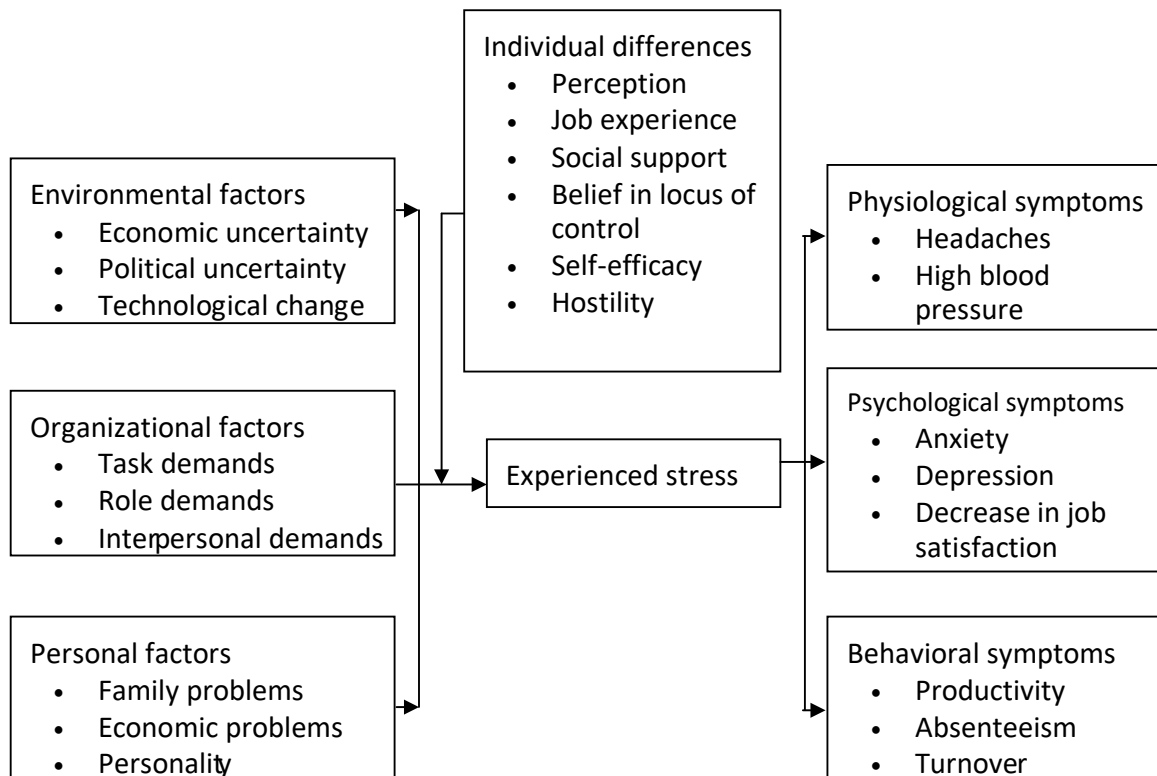 Individual differences
• Perception
• Job experience
• Social support
• Belief in locus of
control
• Self-efficacy
• Hostility
Environmental factors
• Economic uncertainty
• Political uncertainty
• Technological change
Organizational factors
• Task demands
• Role demands
• Interpersonal demands
Personal factors
• Family problems
• Economic problems
• Personality
Experienced stress
Physiological symptoms
• Headaches
• High blood
pressure
Psychological symptoms
• Anxiety
• Depression
• Decrease in job
satisfaction
Behavioral symptoms
• Productivity
• Absenteeism
• Turnover